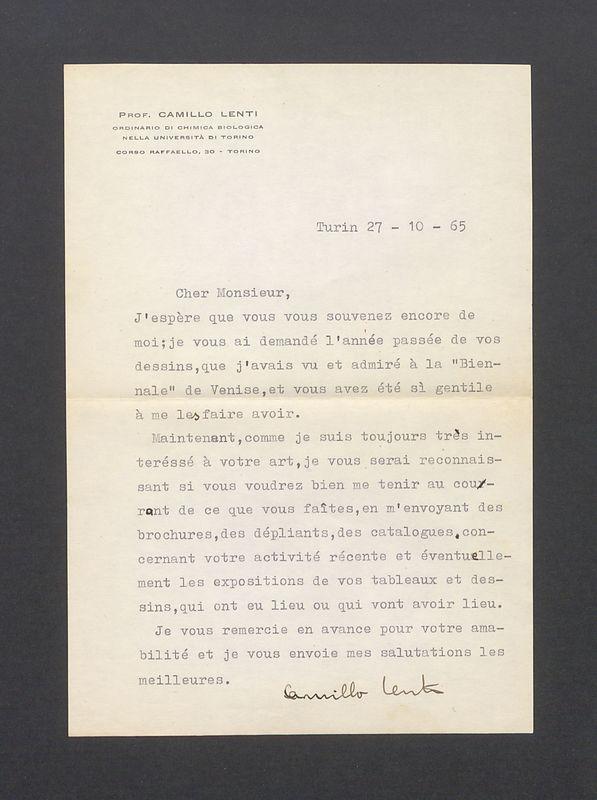 PROF. CAMILLO LENTI
ORDINARIO DI CHIMICA BIOLOGICA
NELLA UNIVERSITÀ DI TORINO
CORSO RAFFAELLO, 30 - TORINO
Turin 27 - 10 - 65
Cher Monsieur,
J'espère que vous vous souvenez encore de
moi;je vous ai demandé l'année passée de vos
dessins,que j'avais vu et admiré à la "Bien-
nale" de Venise,et vous avez été sì gentile
à me les faire avoir.
Maintenant,comme je suis toujours très in-
teréssé à votre art,je vous serai reconnais-
sant si vous voudrez bien me tenir au cou-
rant de ce que vous faîtes,en m'envoyant des
brochures,des dépliants,des catalogues,con-
cernant votre activité récente et éventuelle-
ment les expositions de vos tableaux et des-
sins,qui ont eu lieu ou qui vont avoir lieu.
Je vous remercie en avance pour votre ama-
bilité et je vous envoie mes salutations les
meilleures.
Camillo Lenti